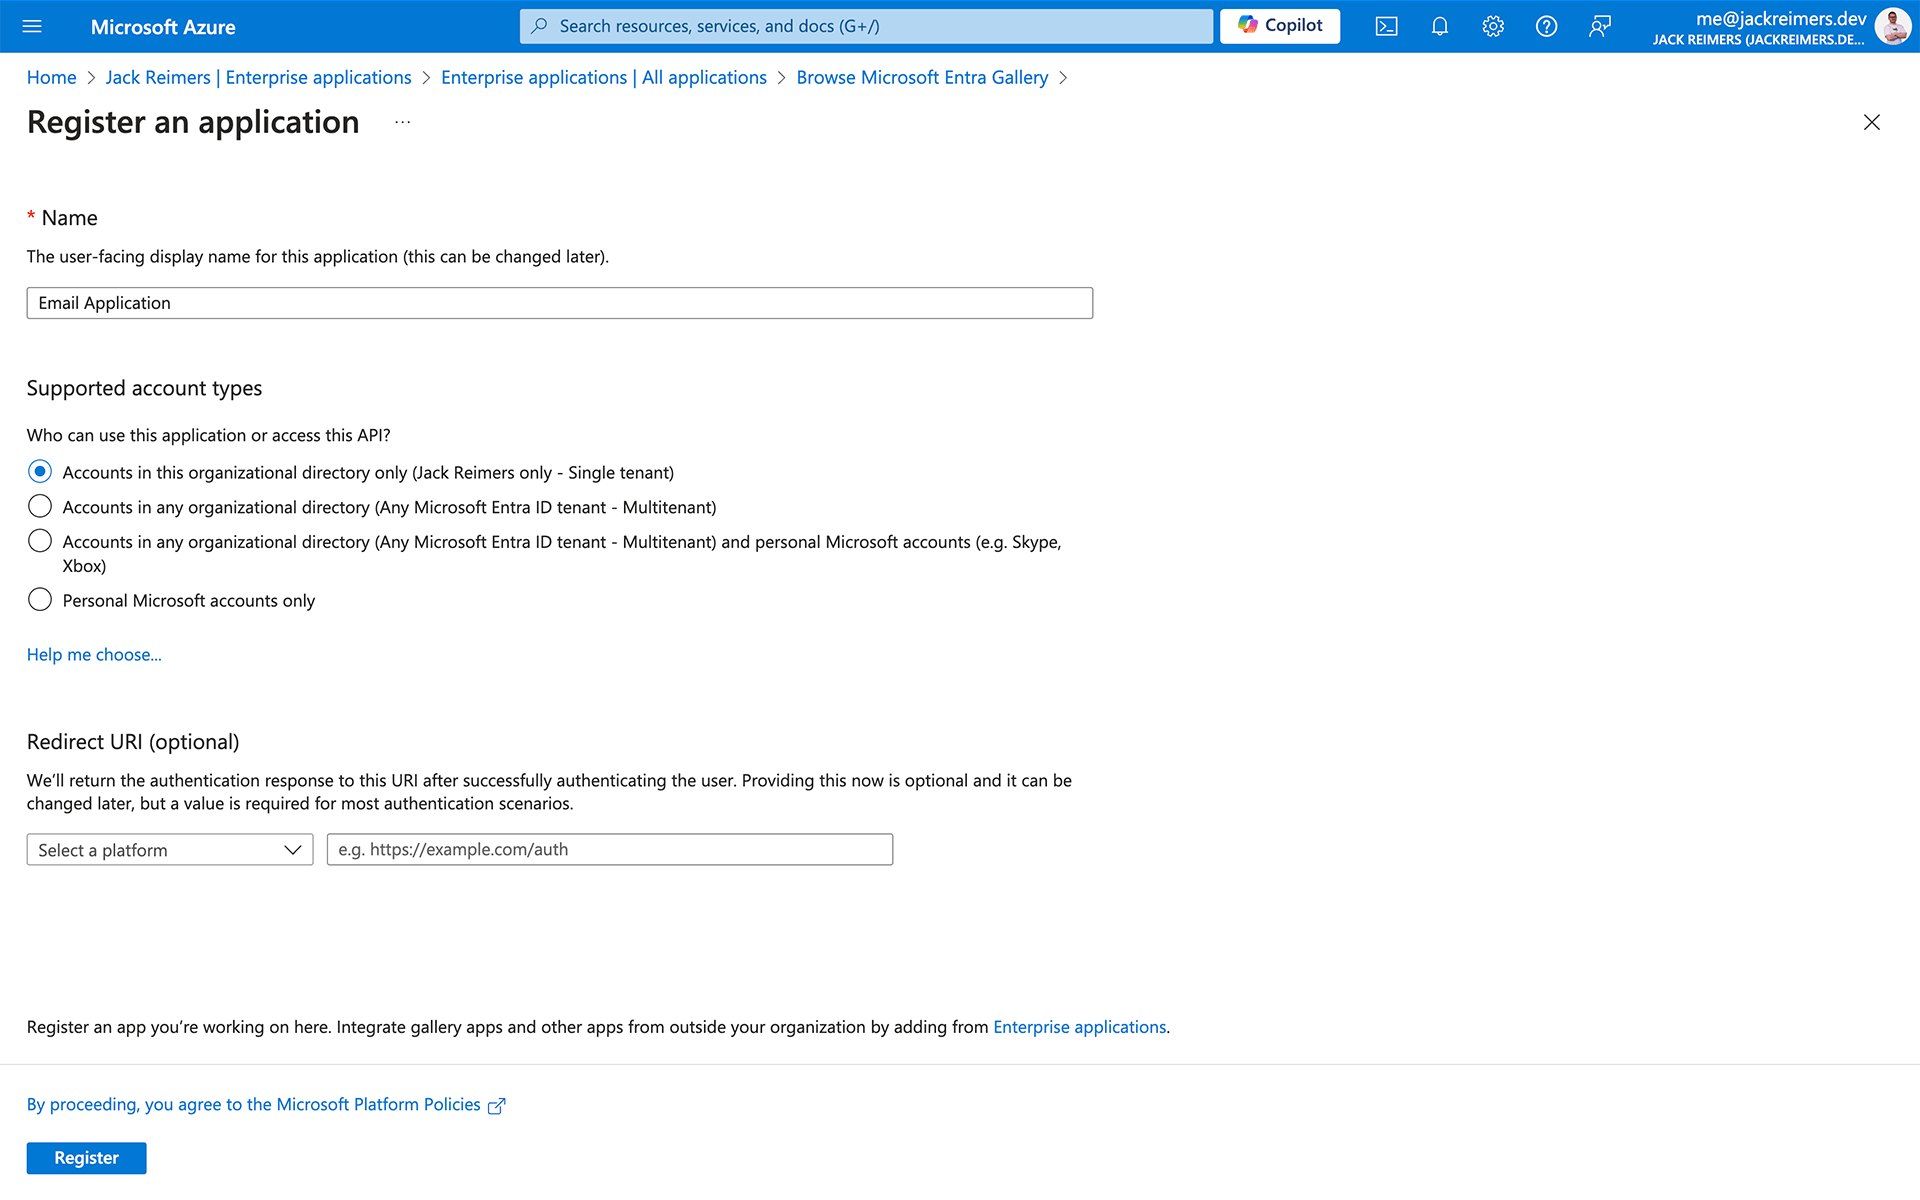 Microsoft Azure
Search resources, services, and docs (G+/)
Copilot
me@jackreimers.dev
JACK REIMERS (JACKREIMERS.DE...
Home > Jack Reimers | Enterprise applications > Enterprise applications | All applications > Browse Microsoft Entra Gallery >
Register an application ...
* Name
The user-facing display name for this application (this can be changed later).
Email Application
Supported account types
Who can use this application or access this API?
Accounts in this organizational directory only (Jack Reimers only - Single tenant)
Accounts in any organizational directory (Any Microsoft Entra ID tenant - Multitenant)
Accounts in any organizational directory (Any Microsoft Entra ID tenant - Multitenant) and personal Microsoft accounts (e.g. Skype,
Xbox)
Personal Microsoft accounts only
Help me choose...
Redirect URI (optional)
We’ll return the authentication response to this URI after successfully authenticating the user. Providing this now is optional and it can be
changed later, but a value is required for most authentication scenarios.
Select a platform
e.g. https://example.com/auth
Register an app you’re working on here. Integrate gallery apps and other apps from outside your organization by adding from Enterprise applications.
By proceeding, you agree to the Microsoft Platform Policies
Register